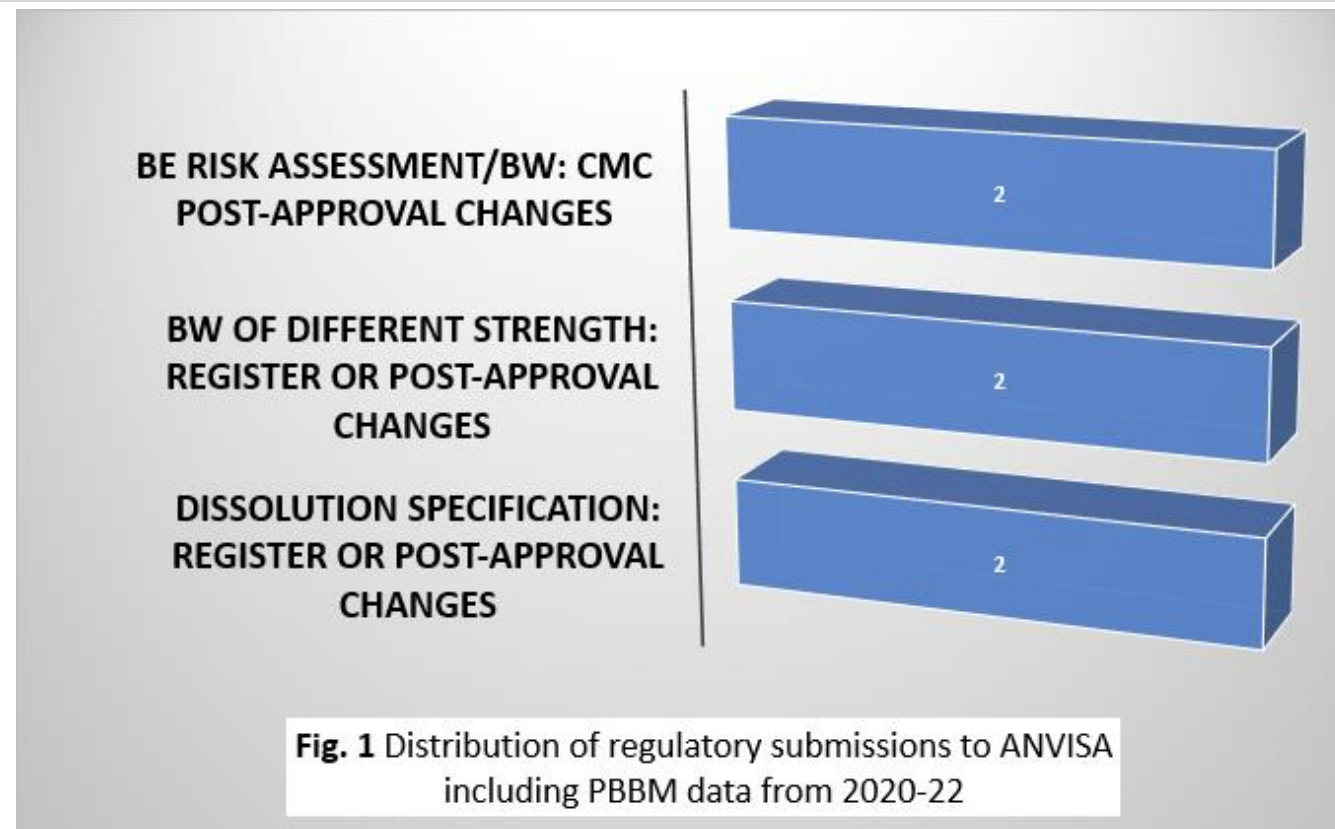 BE RISK ASSESSMENT/BW: CMC
POST-APPROVAL CHANGES
2
BW OF DIFFERENT STRENGTH:
REGISTER OR POST-APPROVAL
CHANGES
2
DISSOLUTION SPECIFICATION:
REGISTER OR POST-APPROVAL
CHANGES
2
Fig. 1 Distribution of regulatory submissions to ANVISA
including PBBM data from 2020-22